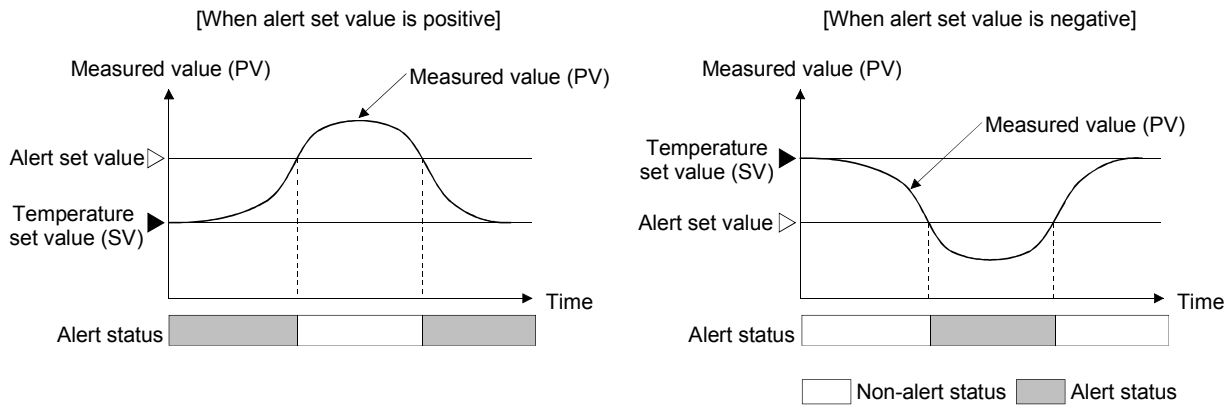 [When alert set value is positive]
Measured value (PV)
Measured value (PV)
Alert set value
Temperature
set value (SV)
Time
Alert status
[When alert set value is negative]
Measured value (PV)
Measured value (PV)
Temperature
set value (SV)
Alert set value
Time
Alert status
Non-alert status
Alert status